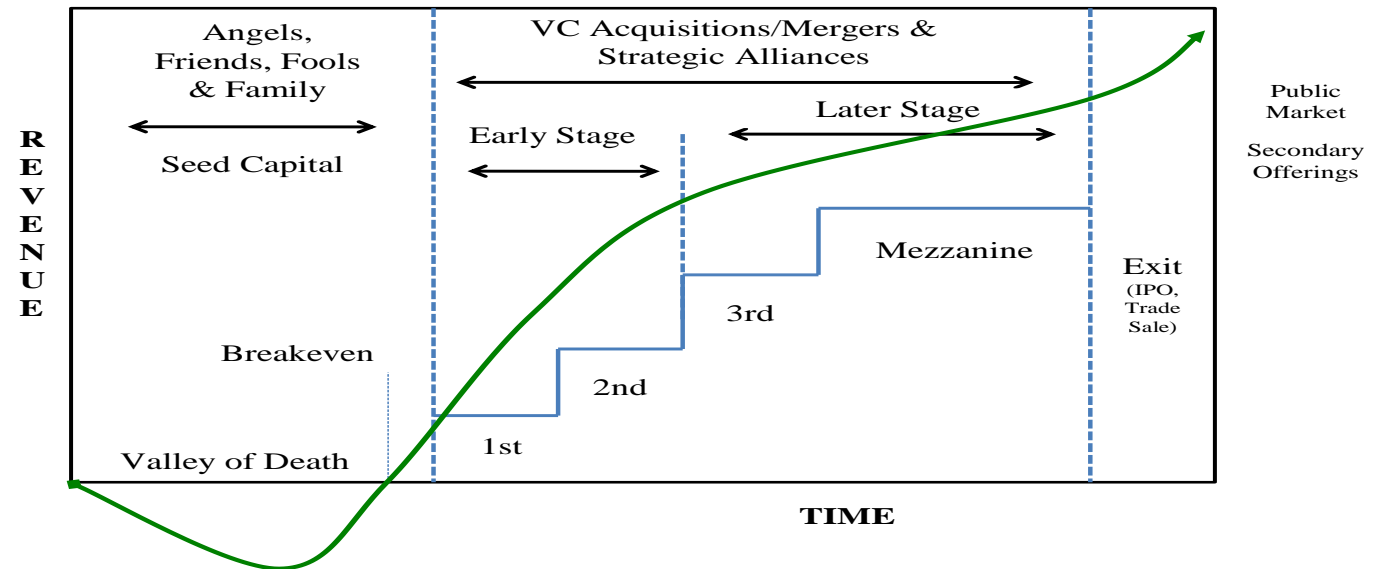 Angels,
Friends, Fools
& Family
Seed Capital
VC Acquisitions/Mergers &
Strategic Alliances
Early Stage
Later Stage
Public
Market
Secondary
Offerings
REVENUE
Mezzanine
Exit
(IPO,
Trade
Sale)
3rd
Breakeven
2nd
1st
Valley of Death
TIME